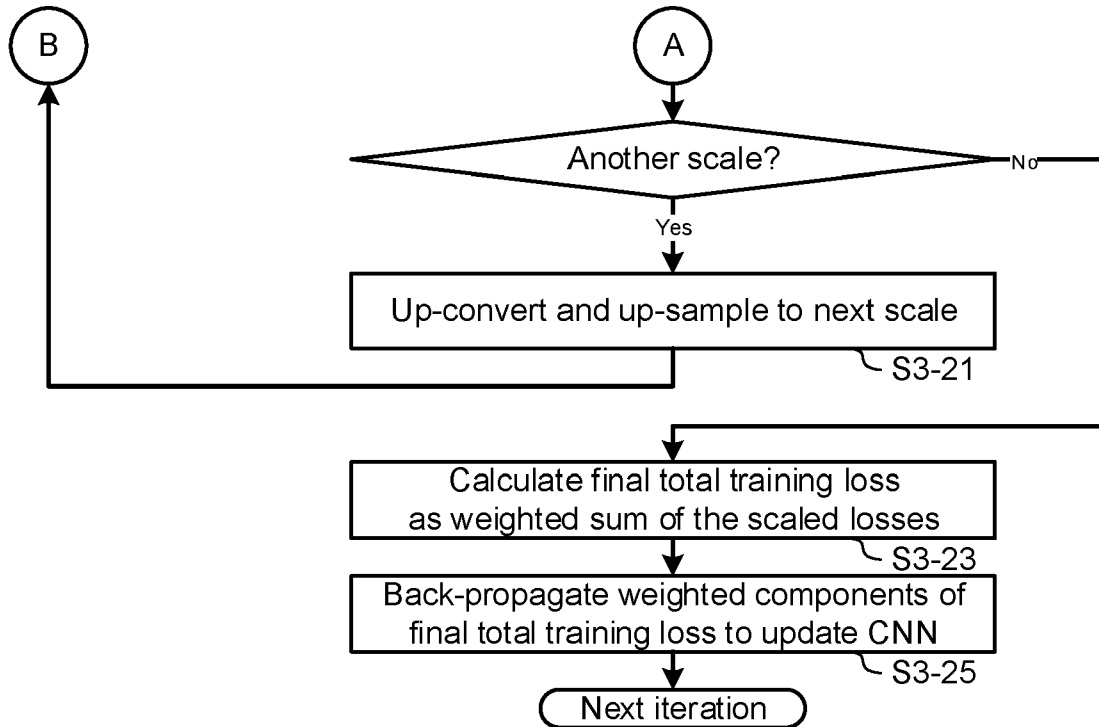 B
A
Another scale?
No
Yes
Up-convert and up-sample to next scale
S3-21
Calculate final total training loss
as weighted sum of the scaled losses
S3-23
Back-propagate weighted components of
final total training loss to update CNN
S3-25
Next iteration